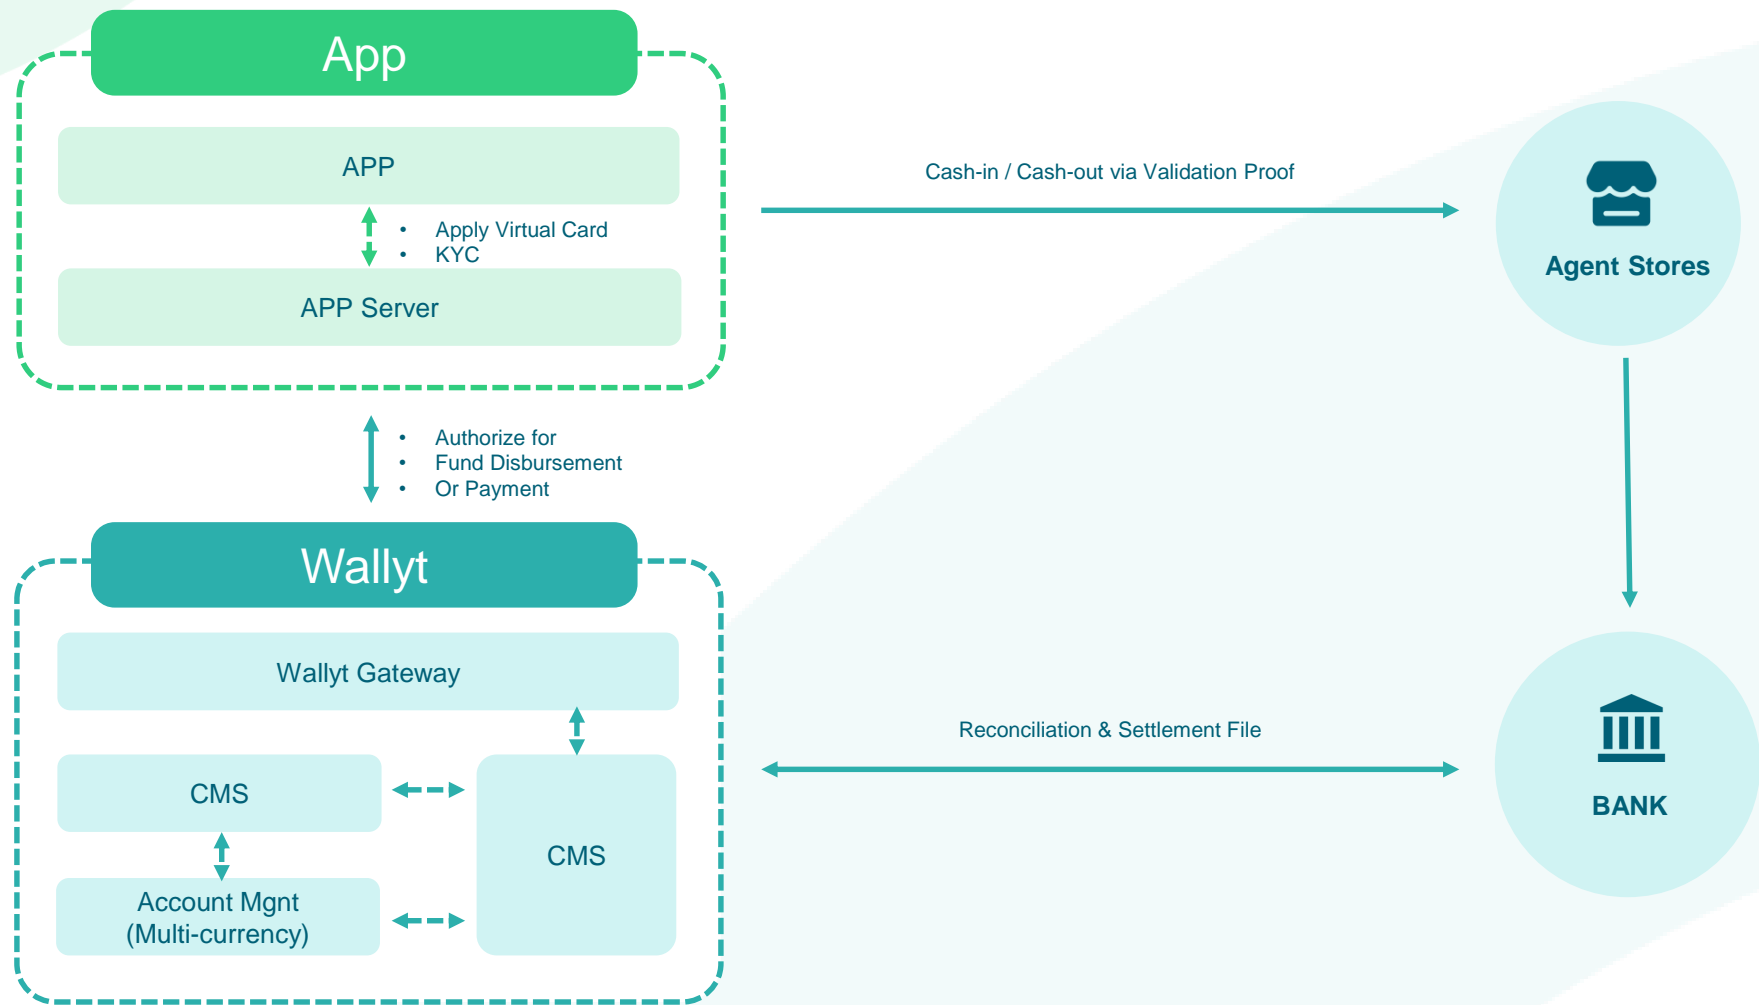 App
APP
• Apply Virtual Card
• KYC
APP Server
Cash-in / Cash-out via Validation Proof
Agent Stores
• Authorize for
• Fund Disbursement
• Or Payment
Wallyt
Wallyt Gateway
CMS
CMS
Account Mgnt
(Multi-currency)
Reconciliation & Settlement File
BANK